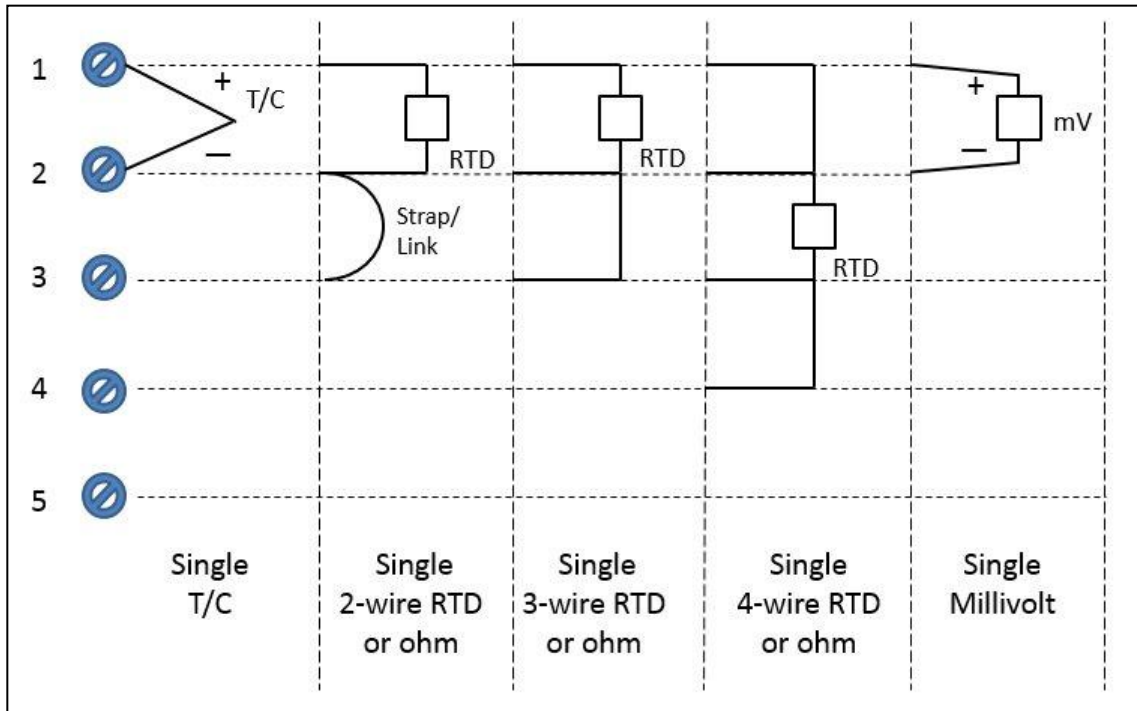 1
+
T/C
+
mV
RTD
RTD
2
Strap/
Link
RTD
3
4
5
Single
T/C
Single
2-wire RTD
or ohm
Single
3-wire RTD
or ohm
Single
4-wire RTD
or ohm
Single
Millivolt